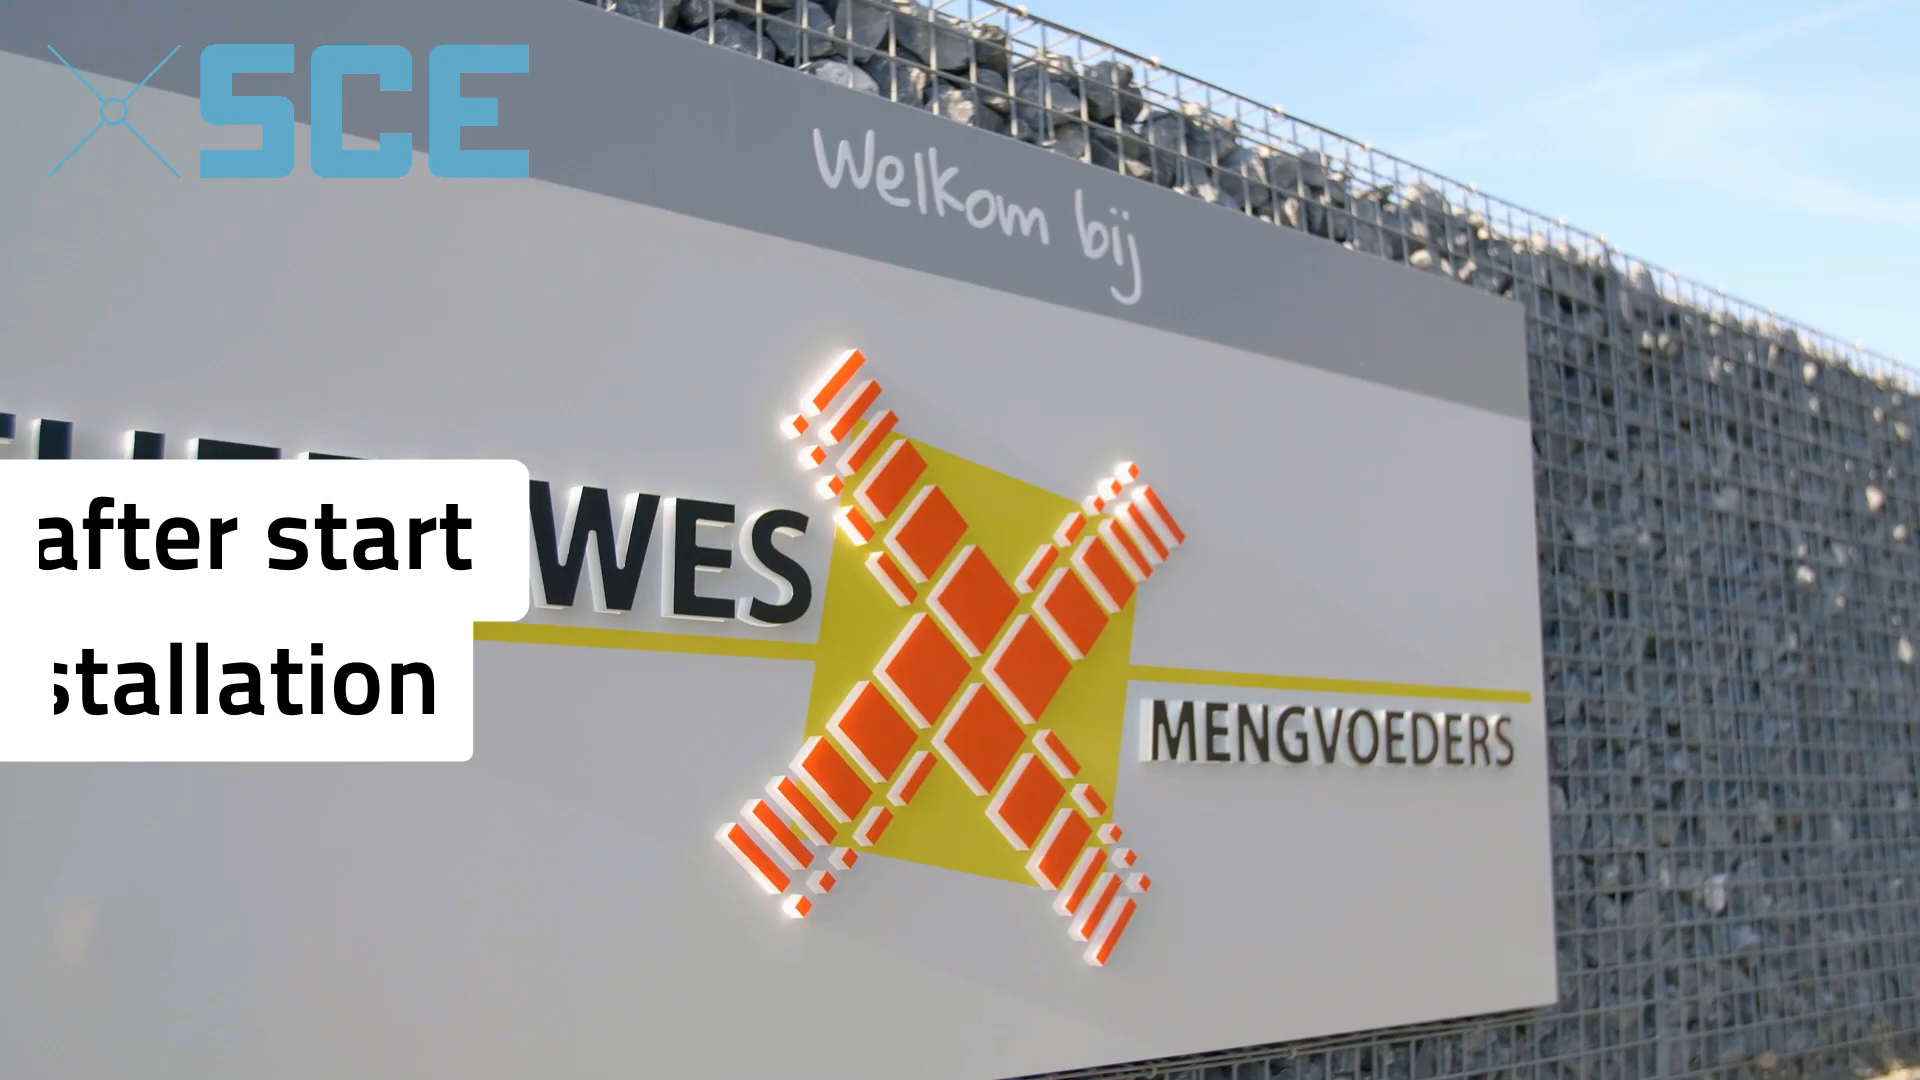 SCE
Welkom bij
WES
after start
stallation
MENGVOEDERS